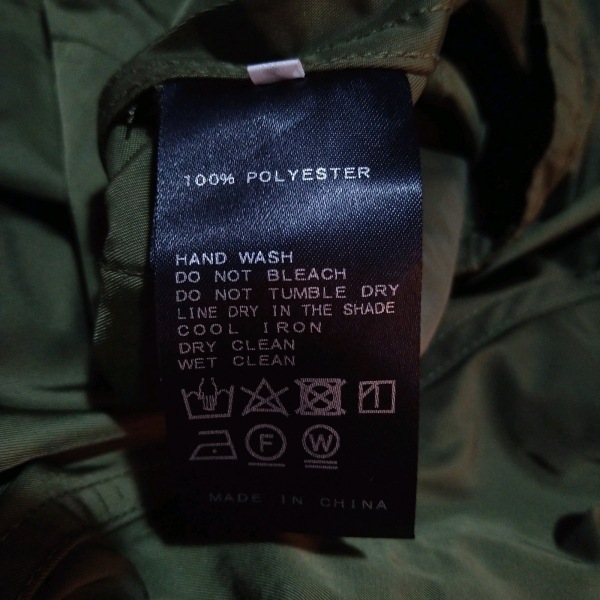 100% POLYESTER
HAND WASH
DO NOT BLEACH
DO NOT TUMBLE DRY
LINE DRY IN THE SHADE
COOL IRON
DRY CLEAN
WET CLEAN
F W
MADE IN CHINA